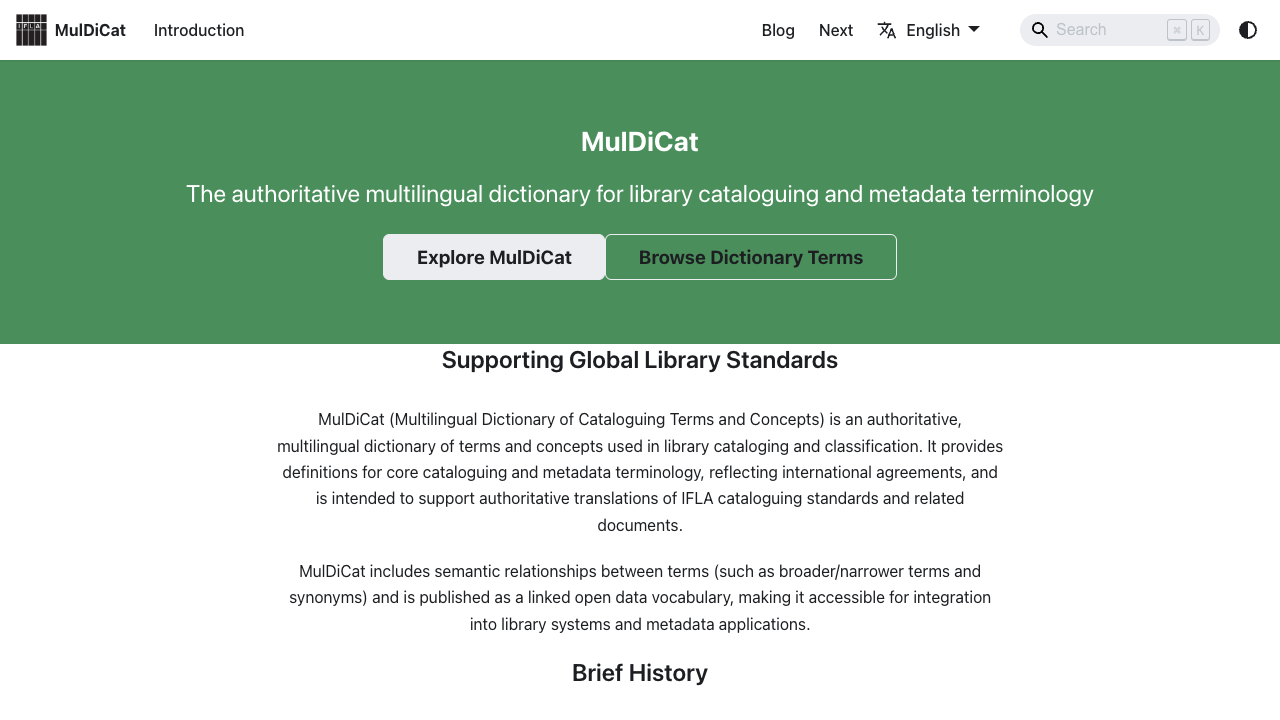 IFLA
MulDiCat
Introduction
Blog
Next
English
Search
⌘ K
MulDiCat
The authoritative multilingual dictionary for library cataloguing and metadata terminology
Explore MulDiCat
Browse Dictionary Terms
Supporting Global Library Standards
MulDiCat (Multilingual Dictionary of Cataloguing Terms and Concepts) is an authoritative,
multilingual dictionary of terms and concepts used in library cataloging and classification. It provides
definitions for core cataloguing and metadata terminology, reflecting international agreements, and
is intended to support authoritative translations of IFLA cataloguing standards and related
documents.
MulDiCat includes semantic relationships between terms (such as broader/narrower terms and
synonyms) and is published as a linked open data vocabulary, making it accessible for integration
into library systems and metadata applications.
Brief History